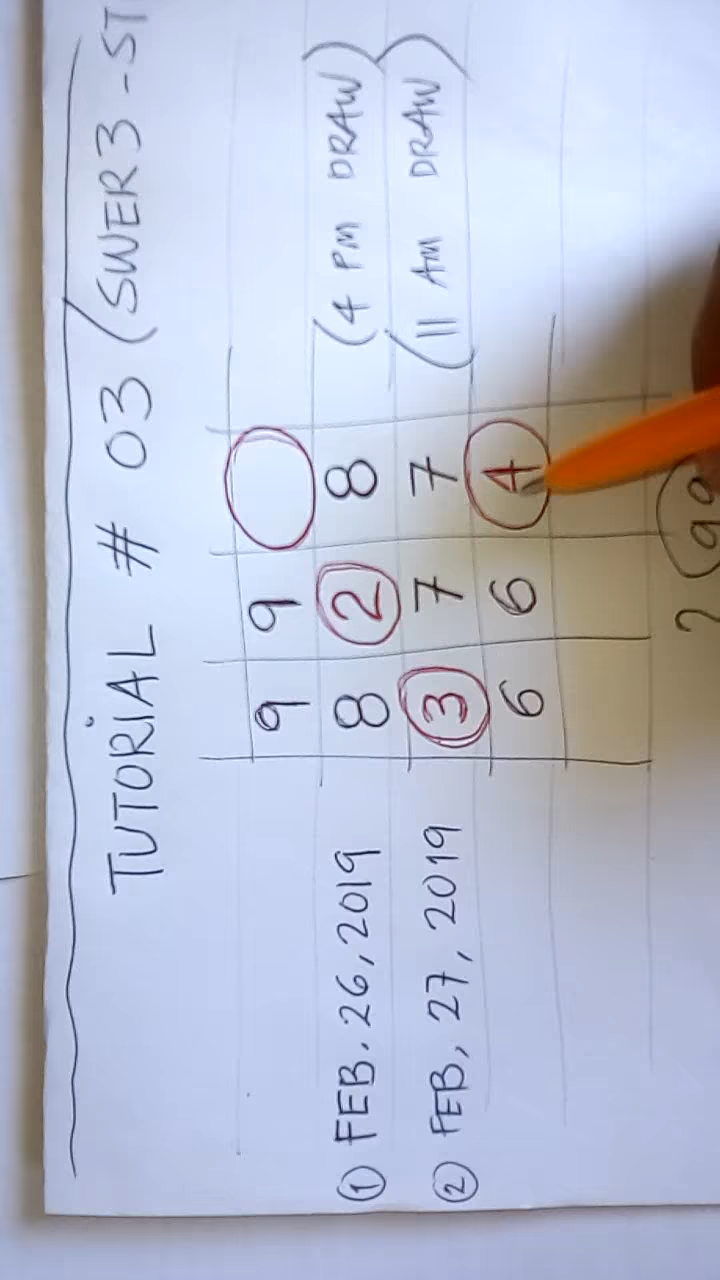 TUTORIAL # 03 (SWER3 - ST
9 9
① FEB. 26, 2019 8 2 8 (4 PM DRAW)
② FEB, 27, 2019 3 7 7 (11 AM DRAW)
6 6 4